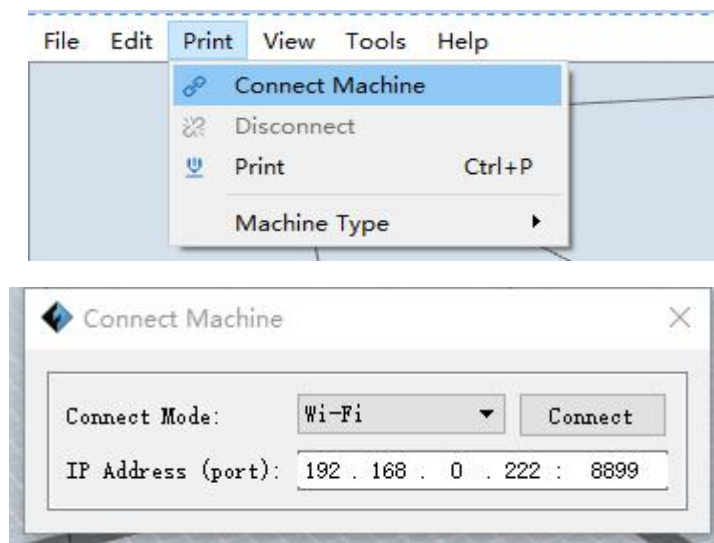 File Edit Print View Tools Help
Connect Machine
Disconnect
Print Ctrl+P
Machine Type
Connect Machine
Connect Mode: Wi-Fi Connect
IP Address (port): 192 . 168 . 0 . 222 : 8899